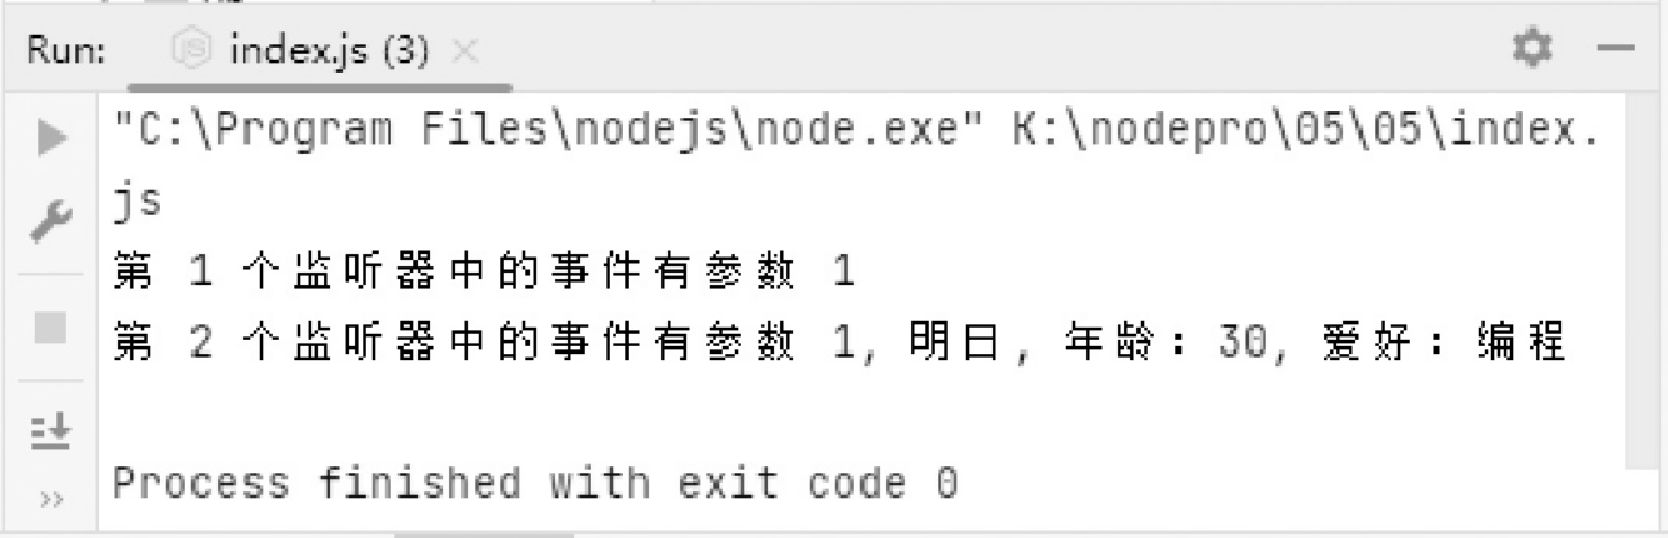 Run: index.js (3)
"C:\Program Files\nodejs\node.exe" K:\nodepro\05\05\index.
js
第 1 个监听器中的事件有参数 1
第 2 个监听器中的事件有参数 1, 明日, 年龄: 30, 爱好: 编程
Process finished with exit code 0